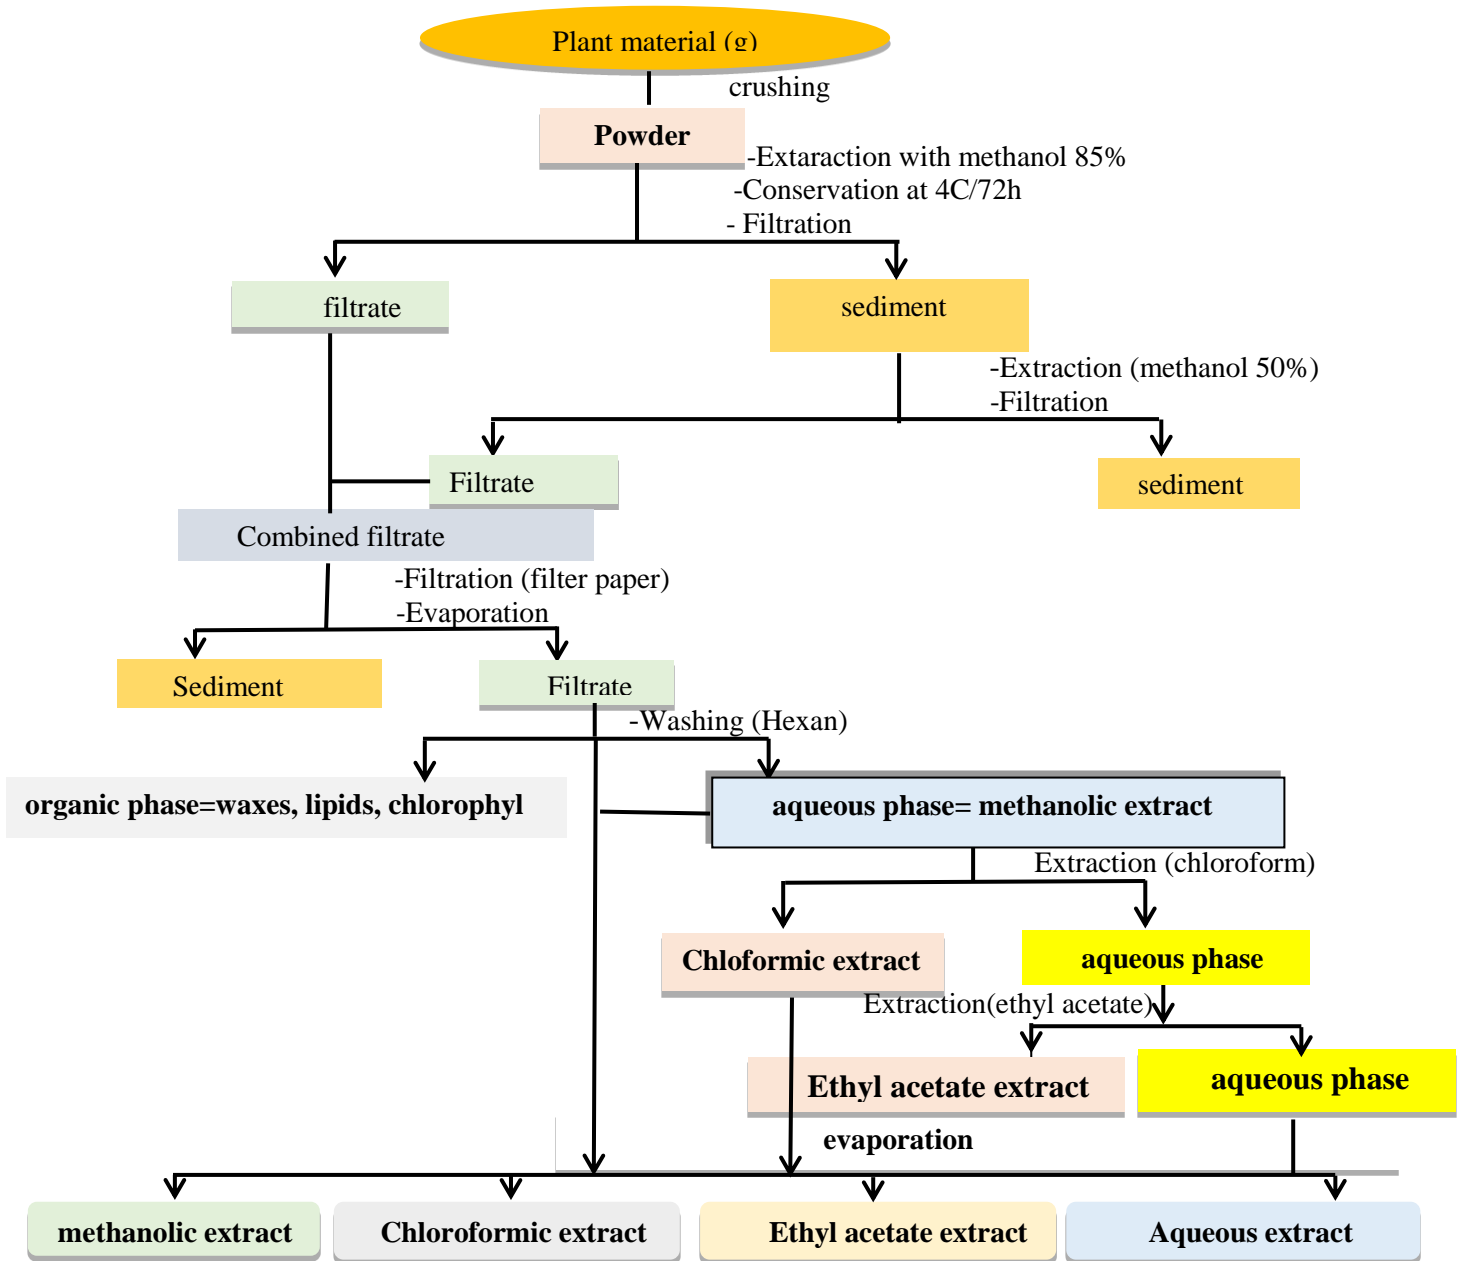 Plant material (g)
crushing
Powder
-Extaraction with methanol 85%
-Conservation at 4C/72h
- Filtration
filtrate
sediment
-Extraction (methanol 50%)
-Filtration
Filtrate
sediment
Combined filtrate
-Filtration (filter paper)
-Evaporation
Sediment
Filtrate
-Washing (Hexan)
organic phase=waxes, lipids, chlorophyl
aqueous phase= methanolic extract
Extraction (chloroform)
Chloformic extract
aqueous phase
Extraction(ethyl acetate)
Ethyl acetate extract
aqueous phase
evaporation
methanolic extract
Chloroformic extract
Ethyl acetate extract
Aqueous extract